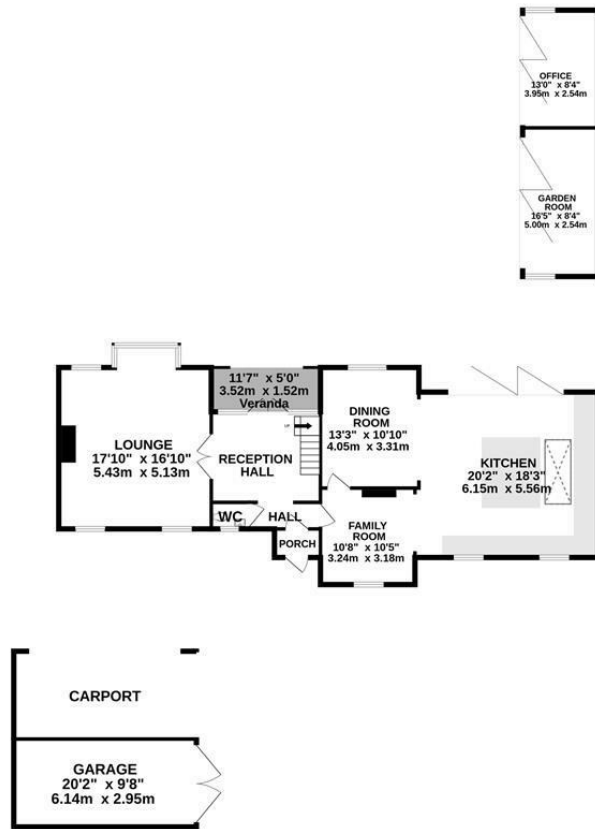 OFFICE
13'0" x 8'4"
3.95m x 2.54m
GARDEN
ROOM
16'5" x 8'4"
5.00m x 2.54m
11'7" x 5'0"
3.52m x 1.52m
Veranda
UP
LOUNGE
17'10" x 16'10"
5.43m x 5.13m
RECEPTION
HALL
DINING
ROOM
13'3" x 10'10"
4.05m x 3.31m
KITCHEN
20'2" x 18'3"
6.15m x 5.56m
WC
HALL
PORCH
FAMILY
ROOM
10'8" x 10'5"
3.24m x 3.18m
CARPORT
GARAGE
20'2" x 9'8"
6.14m x 2.95m